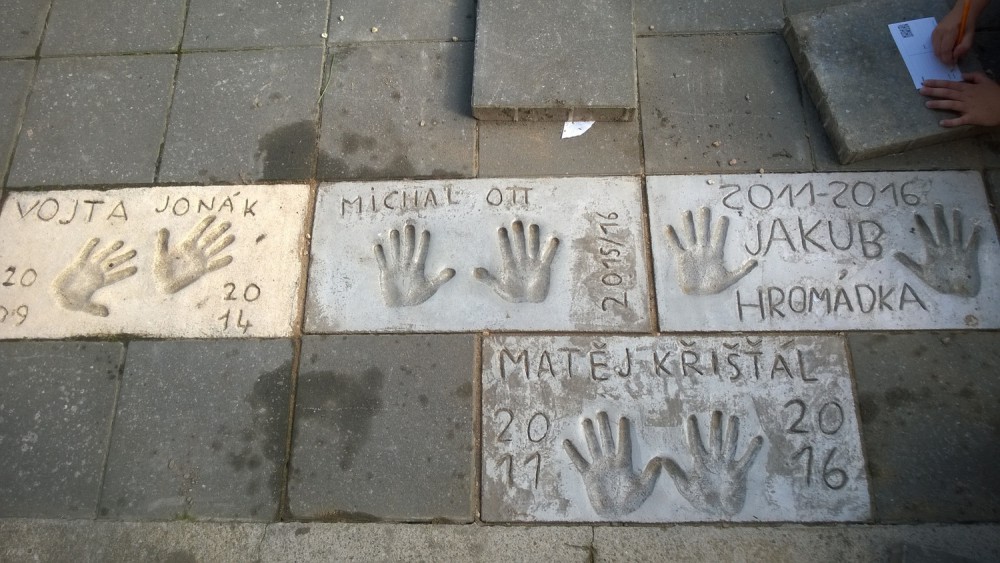 VOJTA JONÁK
20
09
20
14
MICHAL OTT
2015/16
2011-2016
JAKUB
HROMÁDKA
MATĚJ KŘIŠŤÁL
20
11
20
16